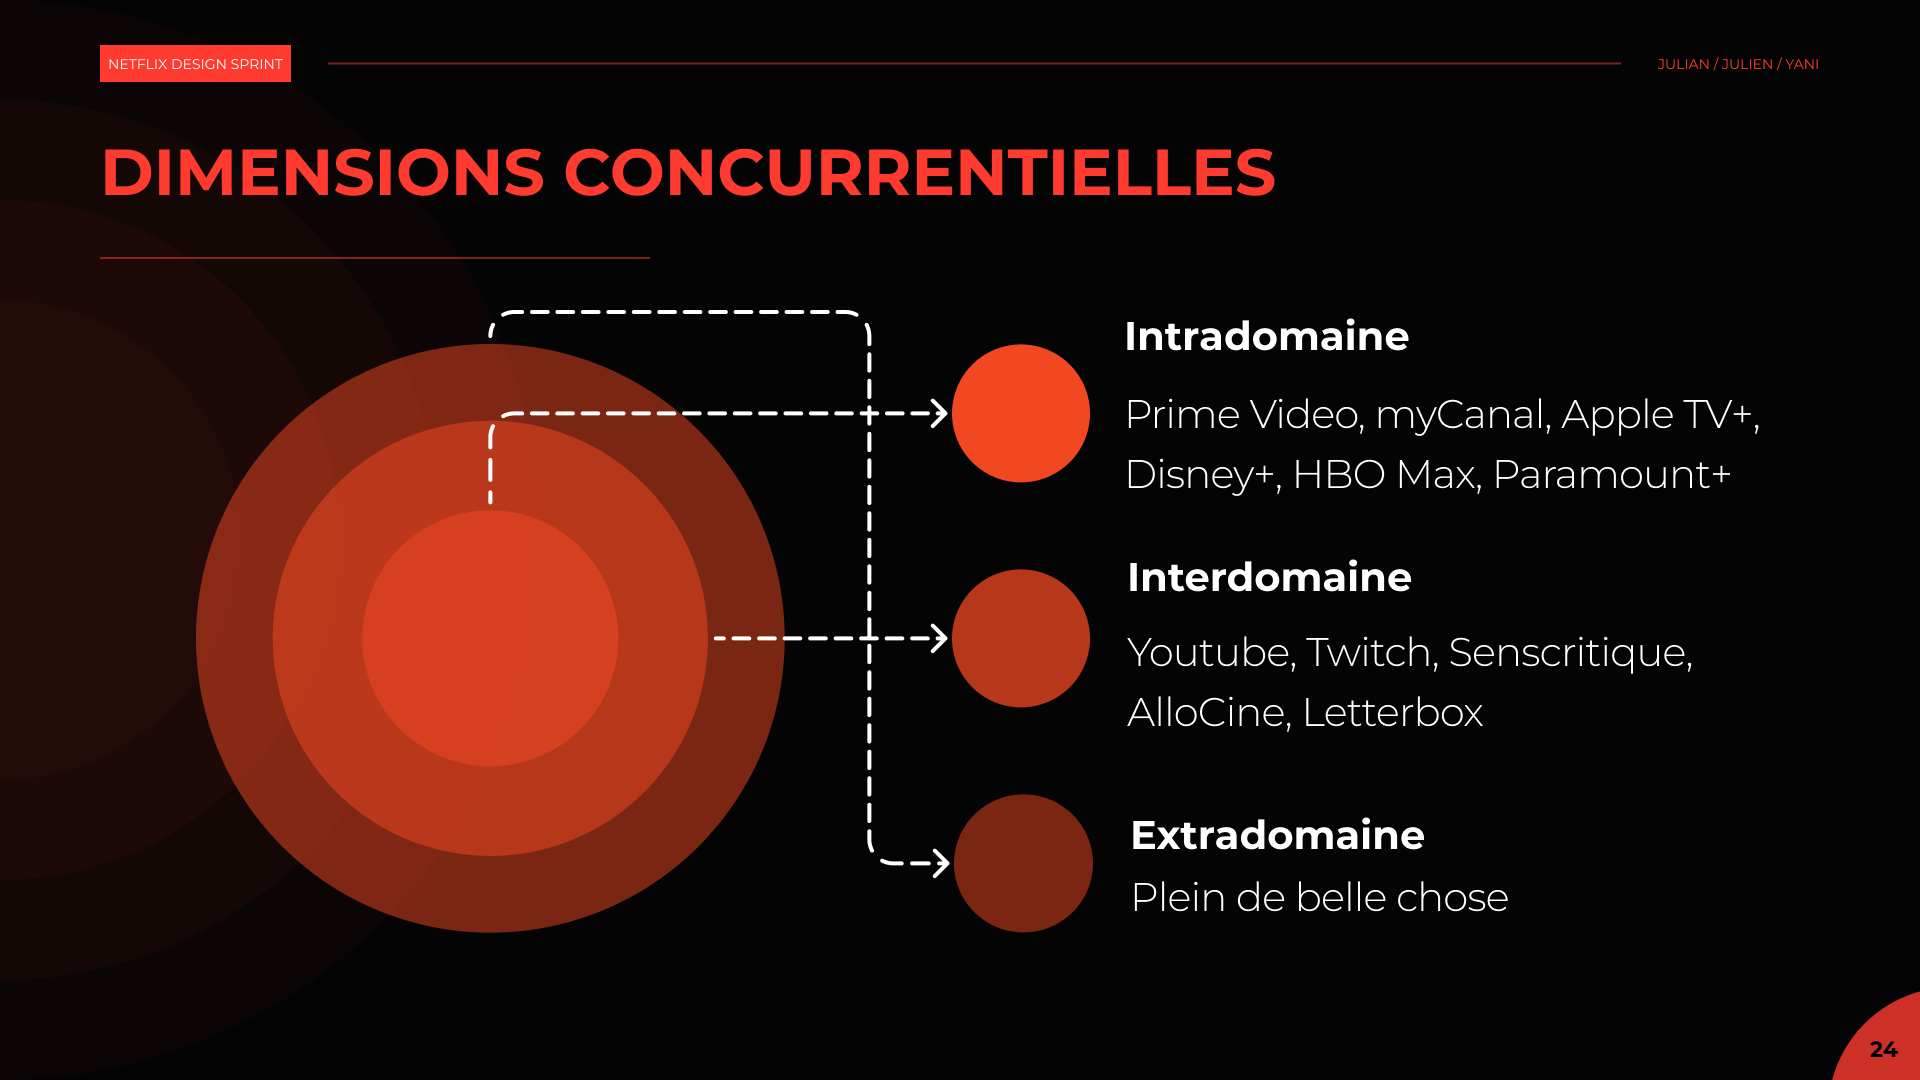 NETFLIX DESIGN SPRINT
JULIAN / JULIEN / YANI
DIMENSIONS CONCURRENTIELLES
Intradomaine
Prime Video, myCanal, Apple TV+,
Disney+, HBO Max, Paramount+
Interdomaine
Youtube, Twitch, Senscritique,
AlloCine, Letterbox
Extradomaine
Plein de belle chose
24